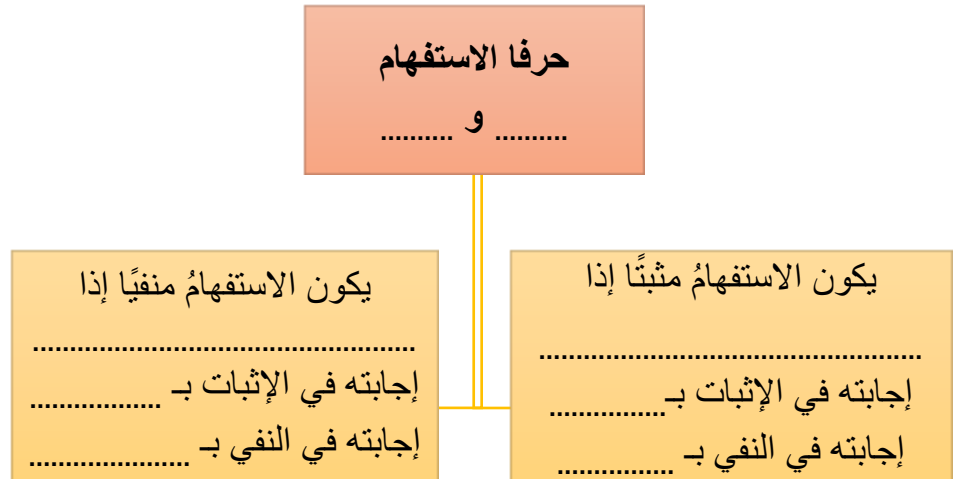 حرفا الاستفهام
.......... و ..........
يكون الاستفهامُ مثبتًا إذا
....................................................
إجابته في الإثبات بـ................
إجابته في النفي بـ ................
يكون الاستفهامُ منفيًا إذا
....................................................
إجابته في الإثبات بـ ..................
إجابته في النفي بـ ......................